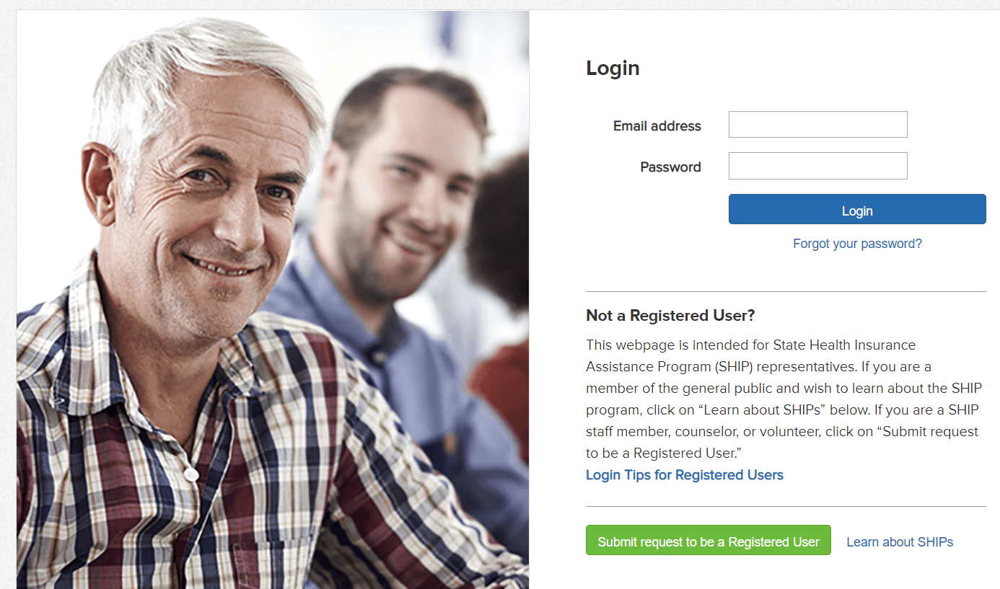 Login
Email address
Password
Login
Forgot your password?
Not a Registered User?
This webpage is intended for State Health Insurance
Assistance Program (SHIP) representatives. If you are a
member of the general public and wish to learn about the SHIP
program, click on “Learn about SHIPs” below. If you are a SHIP
staff member, counselor, or volunteer, click on “Submit request
to be a Registered User.”
Login Tips for Registered Users
Submit request to be a Registered User
Learn about SHIPs